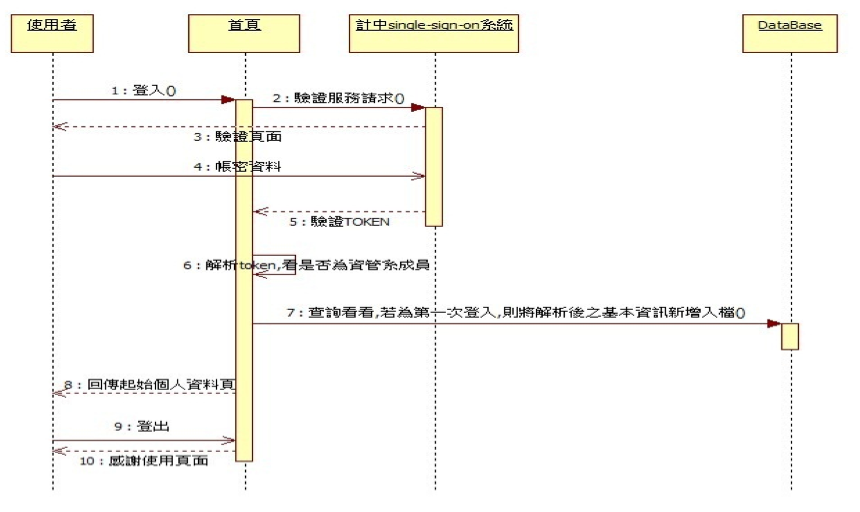 使用者
首頁
計中single-sign-on系統
DataBase
1 : 登入()
2 : 驗證服務請求()
3 : 驗證頁面
4 : 帳密資料
5 : 驗證TOKEN
6 : 解析token,看是否為資管系成員
7 : 查詢看看,若為第一次登入,則將解析後之基本資訊新增入檔()
8 : 回傳起始個人資料頁
9 : 登出
10 : 感謝使用頁面